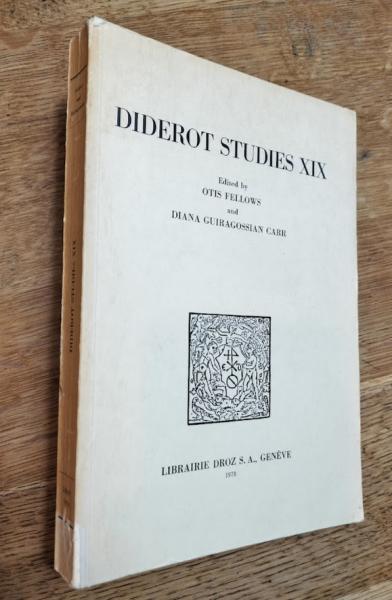 DIDEROT STUDIES XIX
Edited by
OTIS FELLOWS
and
DIANA GUIRAGOSSIAN CARR
LIBRAIRIE DROZ S. A., GENÈVE
1978
DIDEROT STUDIES XIX